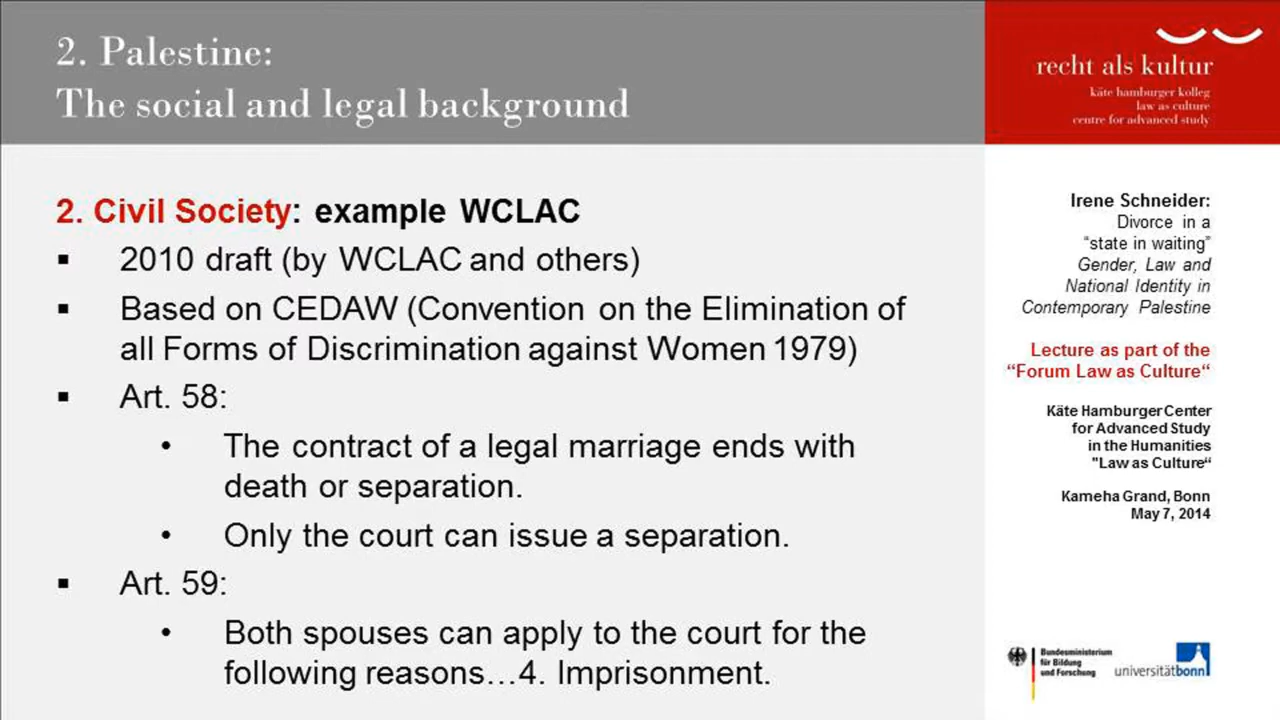 2. Palestine:
The social and legal background
recht als kultur
käte hamburger kolleg
law as culture
centre for advanced study
2. Civil Society: example WCLAC
▪ 2010 draft (by WCLAC and others)
▪ Based on CEDAW (Convention on the Elimination of
all Forms of Discrimination against Women 1979)
▪ Art. 58:
• The contract of a legal marriage ends with
death or separation.
• Only the court can issue a separation.
▪ Art. 59:
• Both spouses can apply to the court for the
following reasons…4. Imprisonment.
Irene Schneider:
Divorce in a
“state in waiting”
Gender, Law and
National Identity in
Contemporary Palestine
Lecture as part of the
“Forum Law as Culture“
Käte Hamburger Center
for Advanced Study
in the Humanities
"Law as Culture“
Kameha Grand, Bonn
May 7, 2014
Bundesministerium
für Bildung
und Forschung
universitätbonn